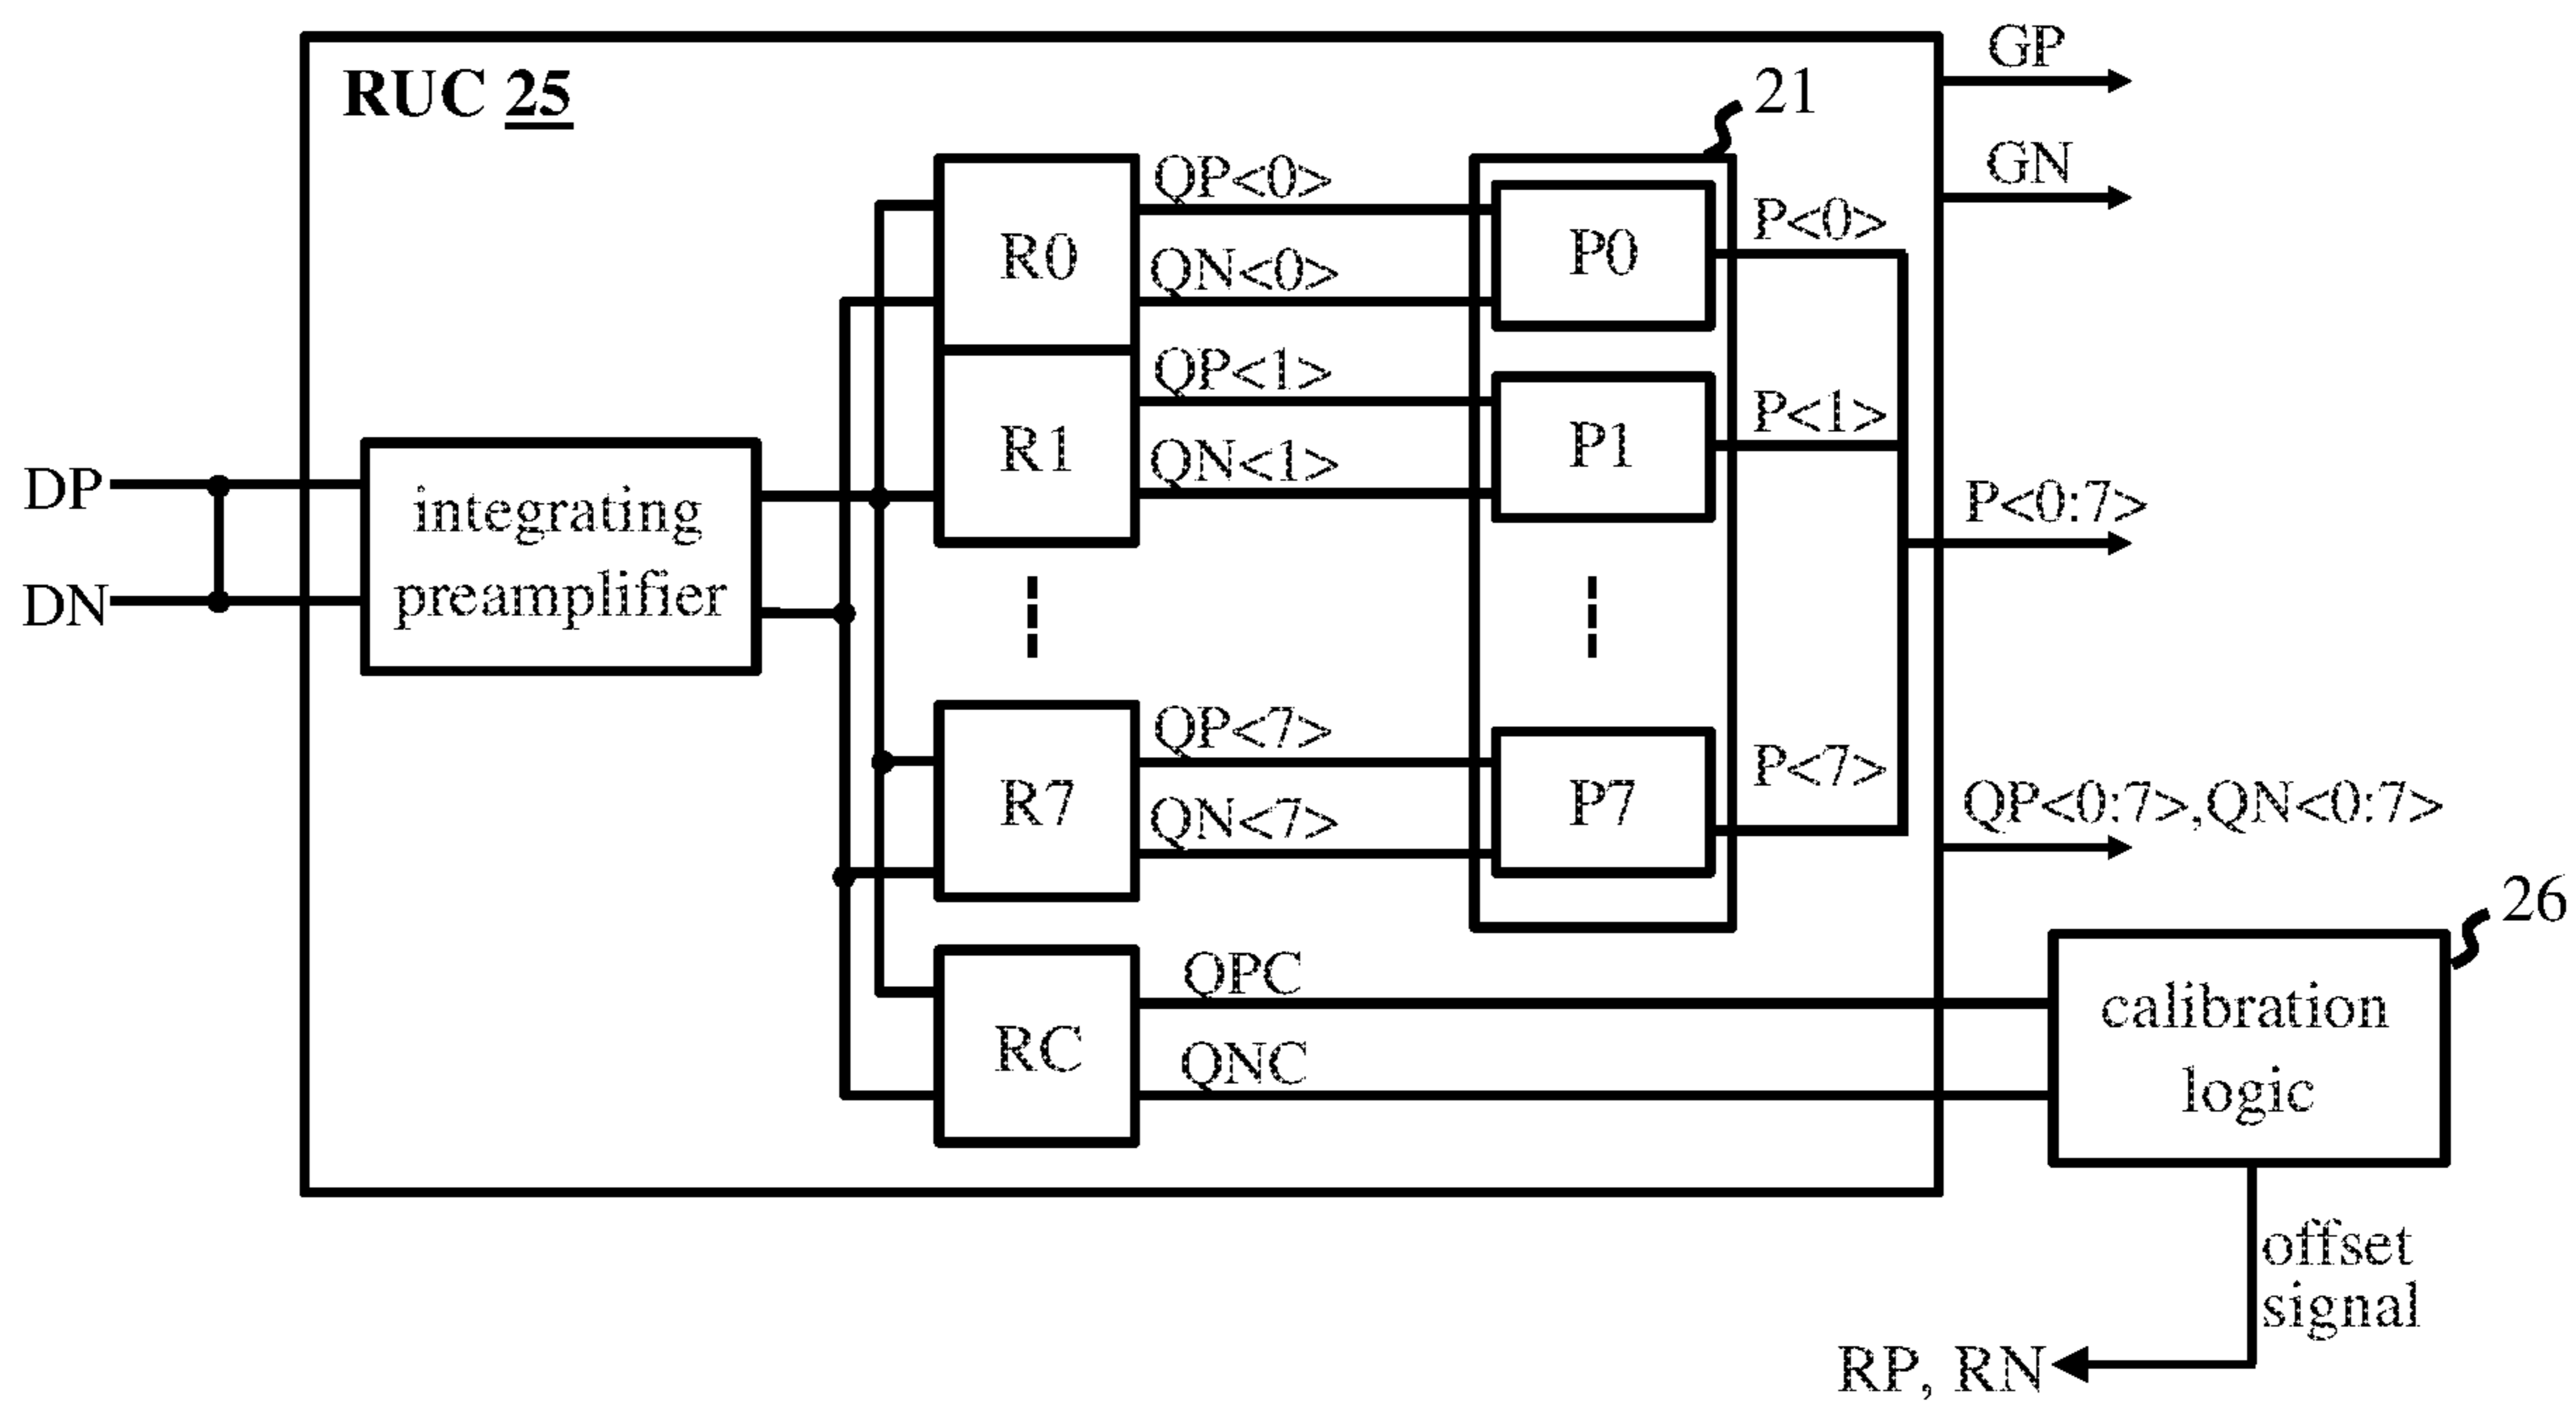 GP
RUC 25
21
GN
QP<0>
P<0>
R0
P0
QN<0>
QP<1>
P<1>
R1
P1
QN<1>
DP
integrating
preamplifier
DN
P<0:7>
QP<7>
P<7>
R7
P7
QN<7>
QP<0:7>,QN<0:7>
26
QPC
RC
QNC
calibration
logic
offset
signal
RP, RN